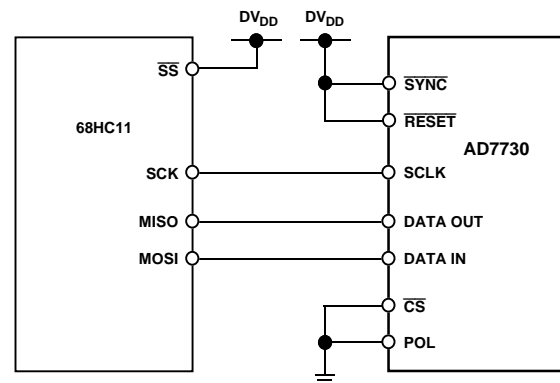 DVDD DVDD
SS
SYNC
68HC11
RESET
AD7730
SCK SCLK
MISO DATA OUT
MOSI DATA IN
CS
POL